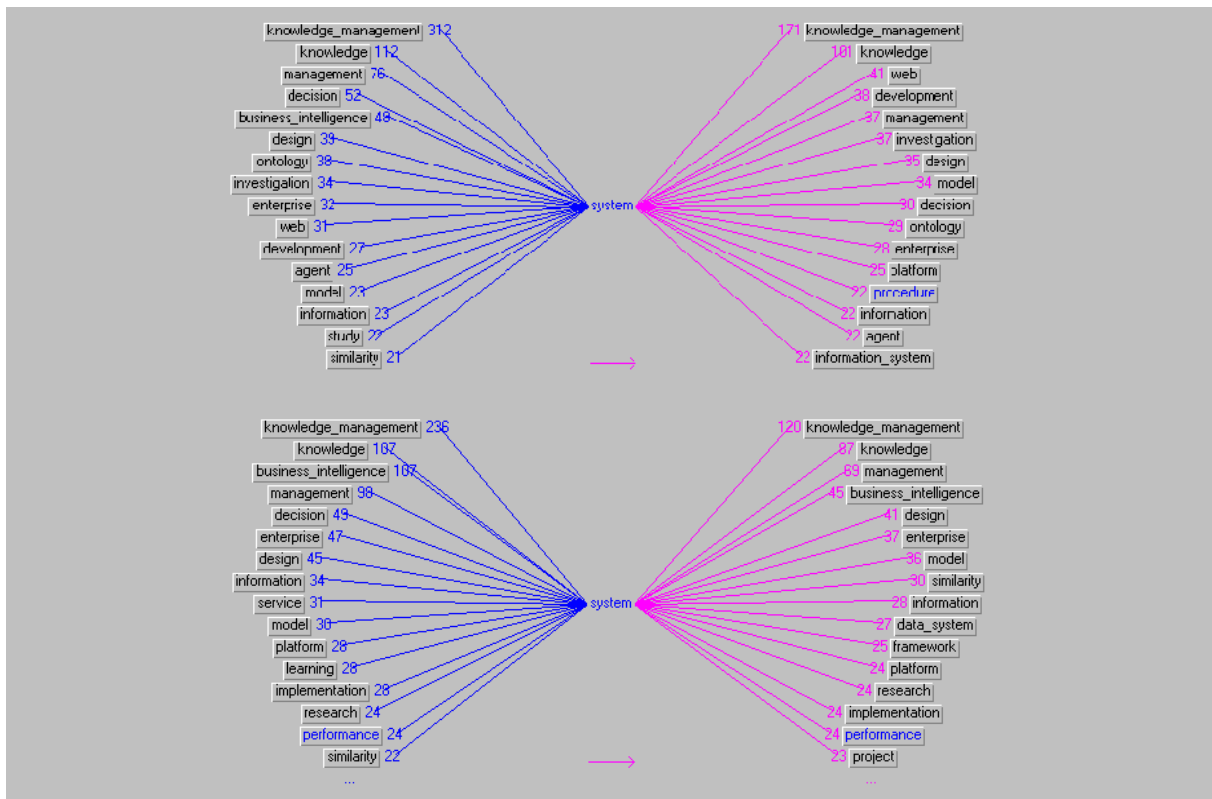 knowledge_management 312
knowledge 112
management 76
decision 52
business_intelligence 49
design 39
ontology 38
investigation 34
enterprise 32
web 31
development 27
agent 25
model 23
information 23
study 22
similarity 21
system
171 knowledge_management
101 knowledge
41 web
38 development
37 management
37 investigation
35 design
34 model
30 decision
29 ontology
28 enterprise
25 platform
22 procedure
22 information
22 agent
22 information_system
knowledge_management 236
knowledge 107
business_intelligence 107
management 98
decision 49
enterprise 47
design 45
information 34
service 31
model 30
platform 28
learning 28
implementation 28
research 24
performance 24
similarity 22
...
system
120 knowledge_management
87 knowledge
69 management
45 business_intelligence
41 design
37 enterprise
36 model
30 similarity
28 information
27 data_system
25 framework
24 platform
24 research
24 implementation
24 performance
23 project
...